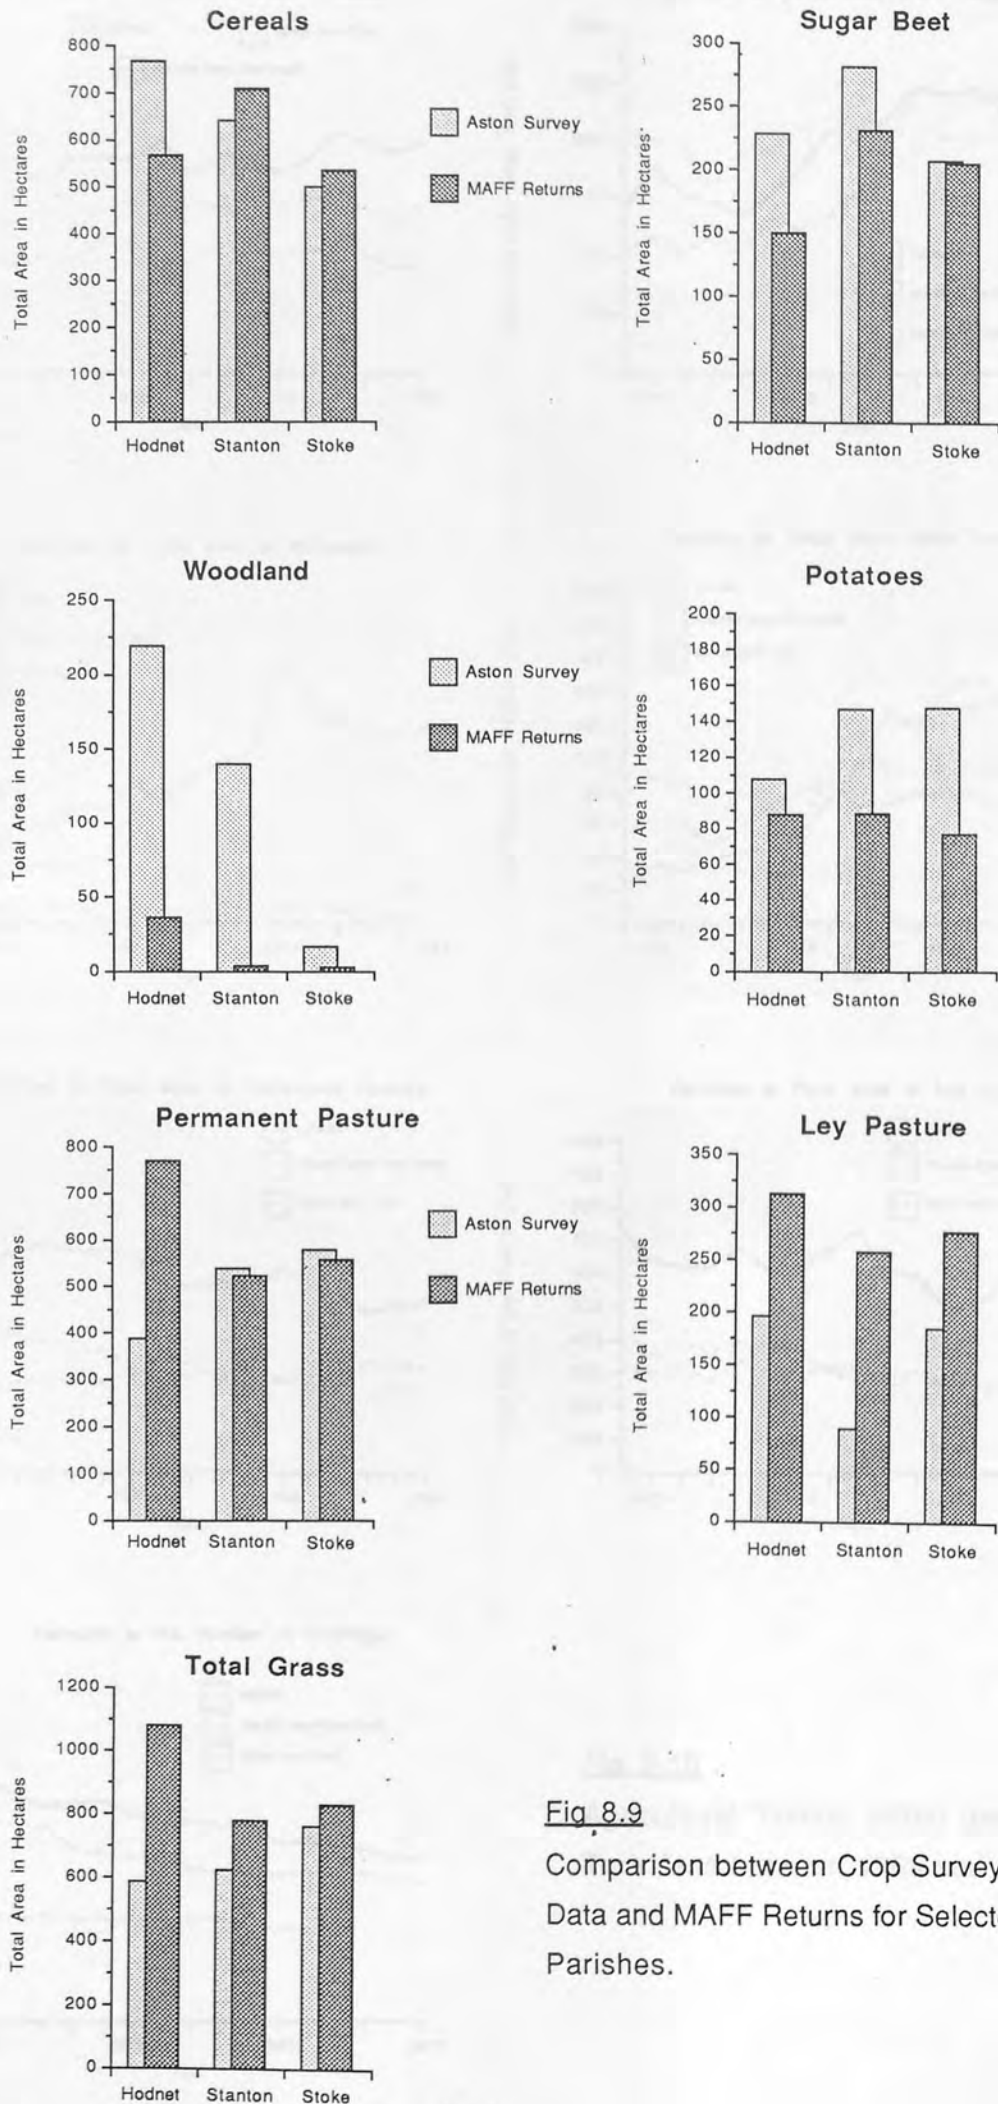 Cereals
Total Area in Hectares
800
700
600
500
400
300
200
100
0
Hodnet Stanton Stoke
Aston Survey
MAFF Returns
Sugar Beet
Total Area in Hectares
300
250
200
150
100
50
0
Hodnet Stanton Stoke
Woodland
Total Area in Hectares
250
200
150
100
50
0
Hodnet Stanton Stoke
Aston Survey
MAFF Returns
Potatoes
Total Area in Hectares
200
180
160
140
120
100
80
60
40
20
0
Hodnet Stanton Stoke
Permanent Pasture
Total Area in Hectares
800
700
600
500
400
300
200
100
0
Hodnet Stanton Stoke
Aston Survey
MAFF Returns
Ley Pasture
Total Area in Hectares
350
300
250
200
150
100
50
0
Hodnet Stanton Stoke
Total Grass
Total Area in Hectares
1200
1000
800
600
400
200
0
Hodnet Stanton Stoke
Fig 8.9
Comparison between Crop Survey
Data and MAFF Returns for Select
Parishes.